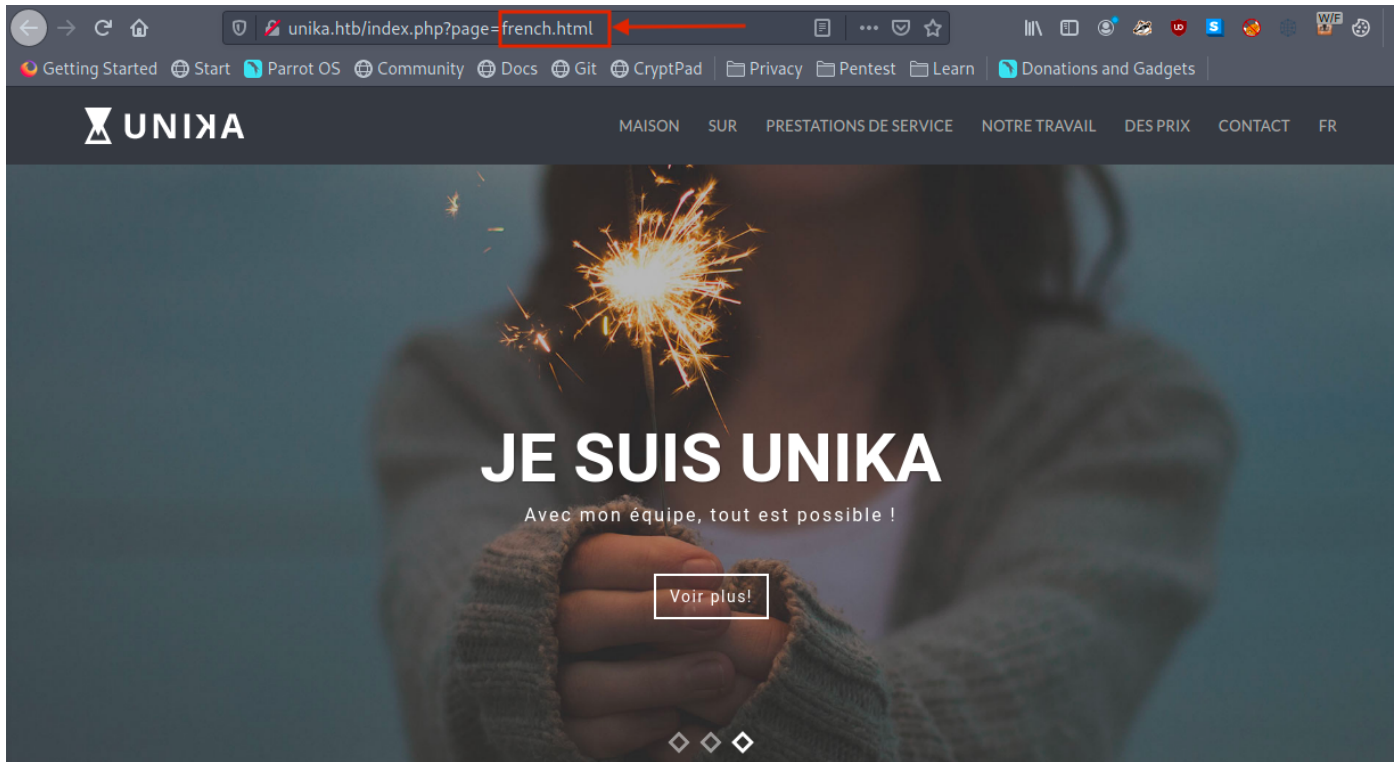 unika.htb/index.php?page=french.html
Getting Started Start Parrot OS Community Docs Git CryptPad Privacy Pentest Learn Donations and Gadgets
UNIKA
MAISON SUR PRESTATIONS DE SERVICE NOTRE TRAVAIL DES PRIX CONTACT FR
JE SUIS UNIKA
Avec mon équipe, tout est possible !
Voir plus!